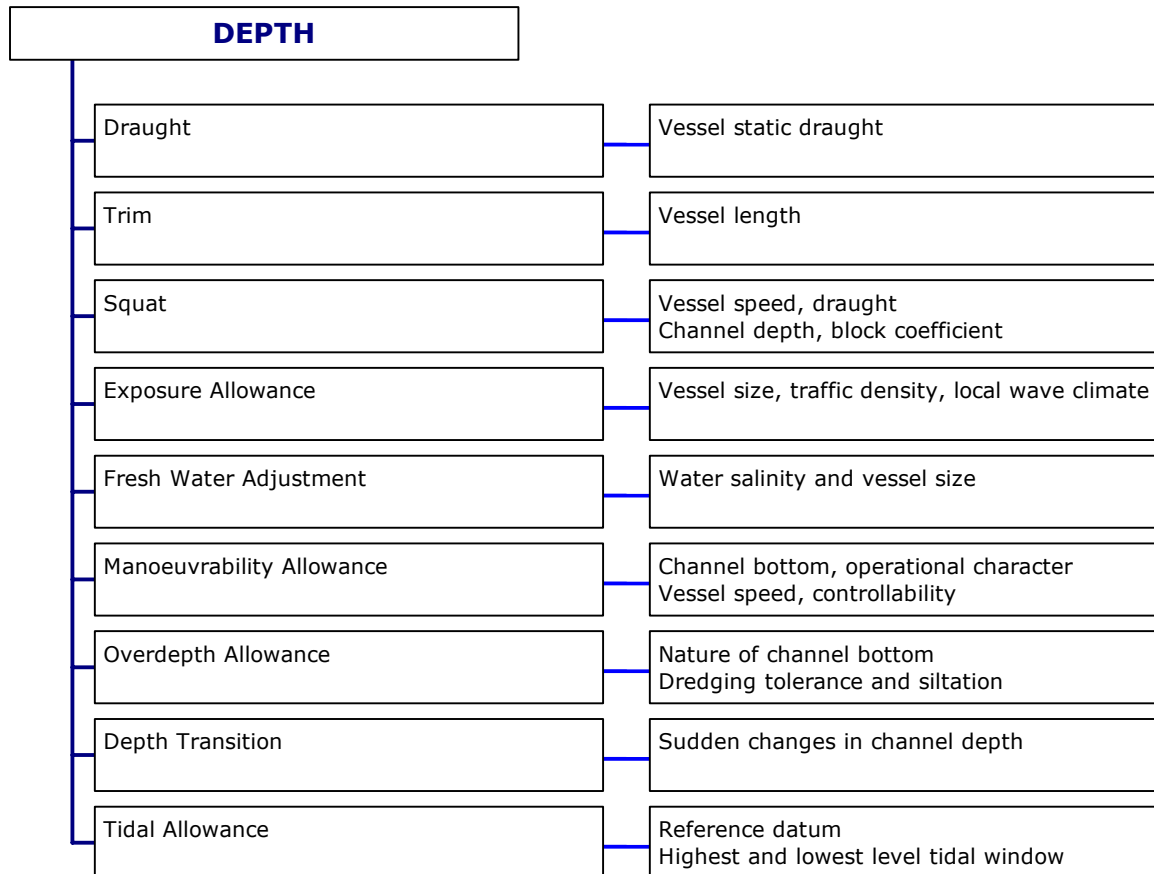 DEPTH
Draught
Vessel static draught
Trim
Vessel length
Squat
Vessel speed, draught
Channel depth, block coefficient
Exposure Allowance
Vessel size, traffic density, local wave climate
Fresh Water Adjustment
Water salinity and vessel size
Manoeuvrability Allowance
Channel bottom, operational character
Vessel speed, controllability
Overdepth Allowance
Nature of channel bottom
Dredging tolerance and siltation
Depth Transition
Sudden changes in channel depth
Tidal Allowance
Reference datum
Highest and lowest level tidal window